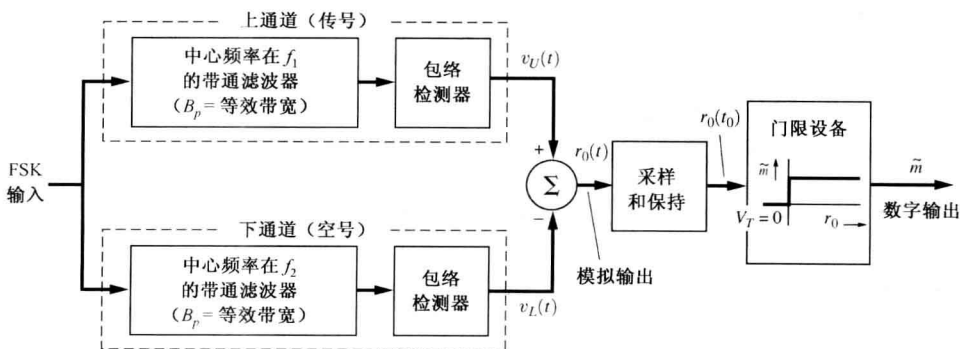 上通道（传号）
中心频率在 f₁
的带通滤波器
（Bₚ = 等效带宽）
包络
检测器
v_U(t)
FSK
输入
+
Σ
−
r₀(t)
模拟输出
采样
和保持
r₀(t₀)
门限设备
m̃
V_T = 0
r₀
m̃
数字输出
下通道（空号）
中心频率在 f₂
的带通滤波器
（Bₚ = 等效带宽）
包络
检测器
v_L(t)